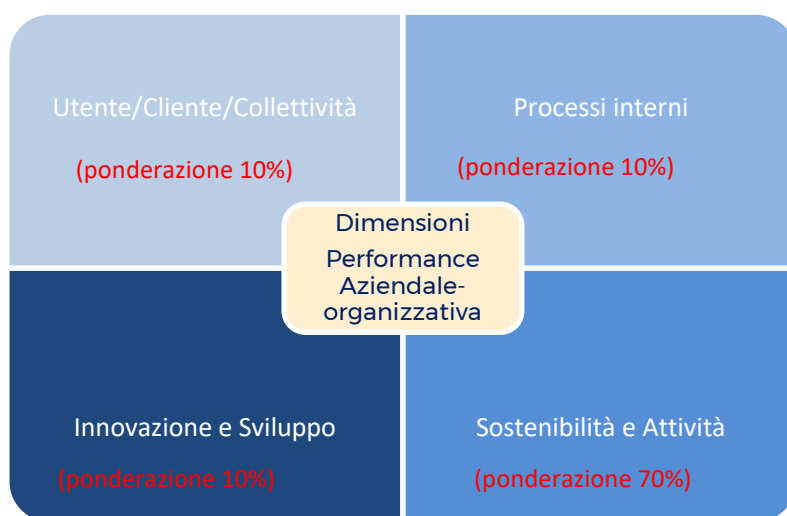 Utente/Cliente/Collettività
(ponderazione 10%)
Processi interni
(ponderazione 10%)
Dimensioni
Performance
Aziendale-
organizzativa
Innovazione e Sviluppo
(ponderazione 10%)
Sostenibilità e Attività
(ponderazione 70%)